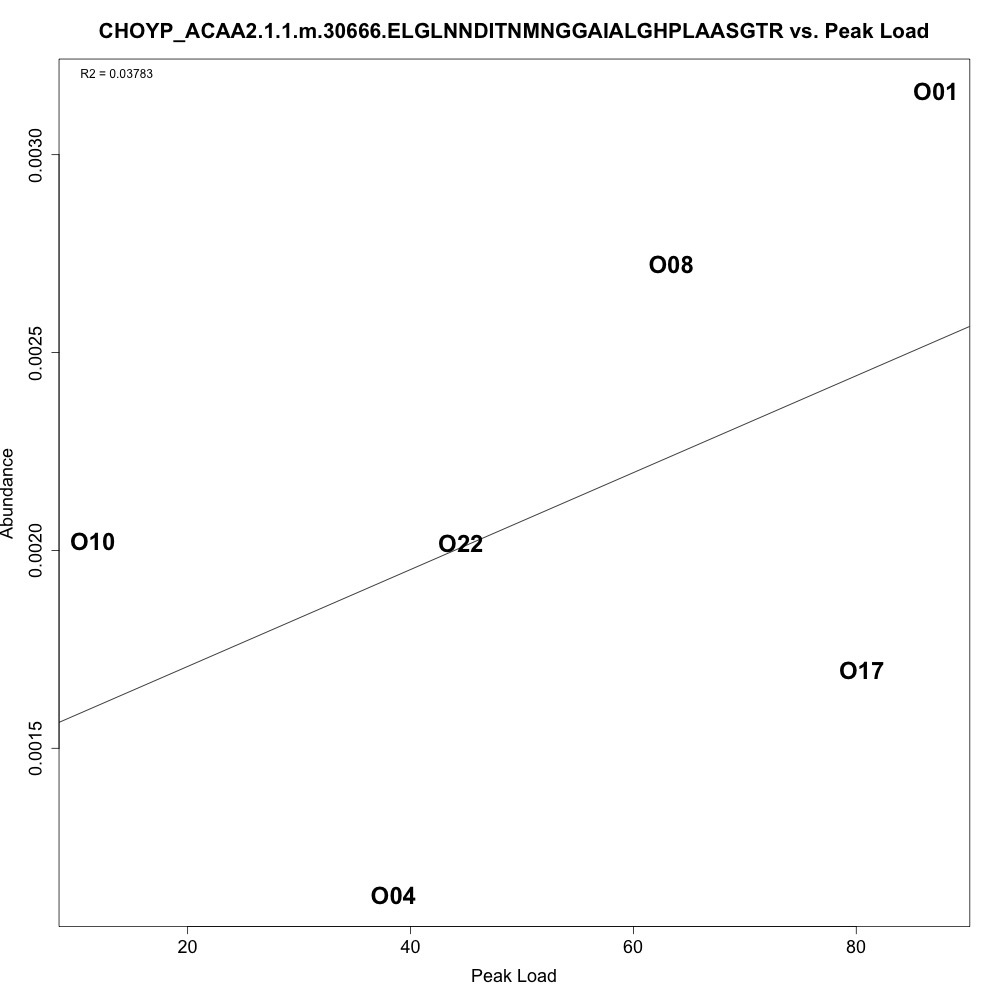 CHOYP_ACAA2.1.1.m.30666.ELGLNNDITNMNGGAIALGHPLAASGTR vs. Peak Load
R2 = 0.03783
O01
0.0030
O08
0.0025
Abundance
O10
O22
0.0020
O17
0.0015
O04
20 40 60 80
Peak Load